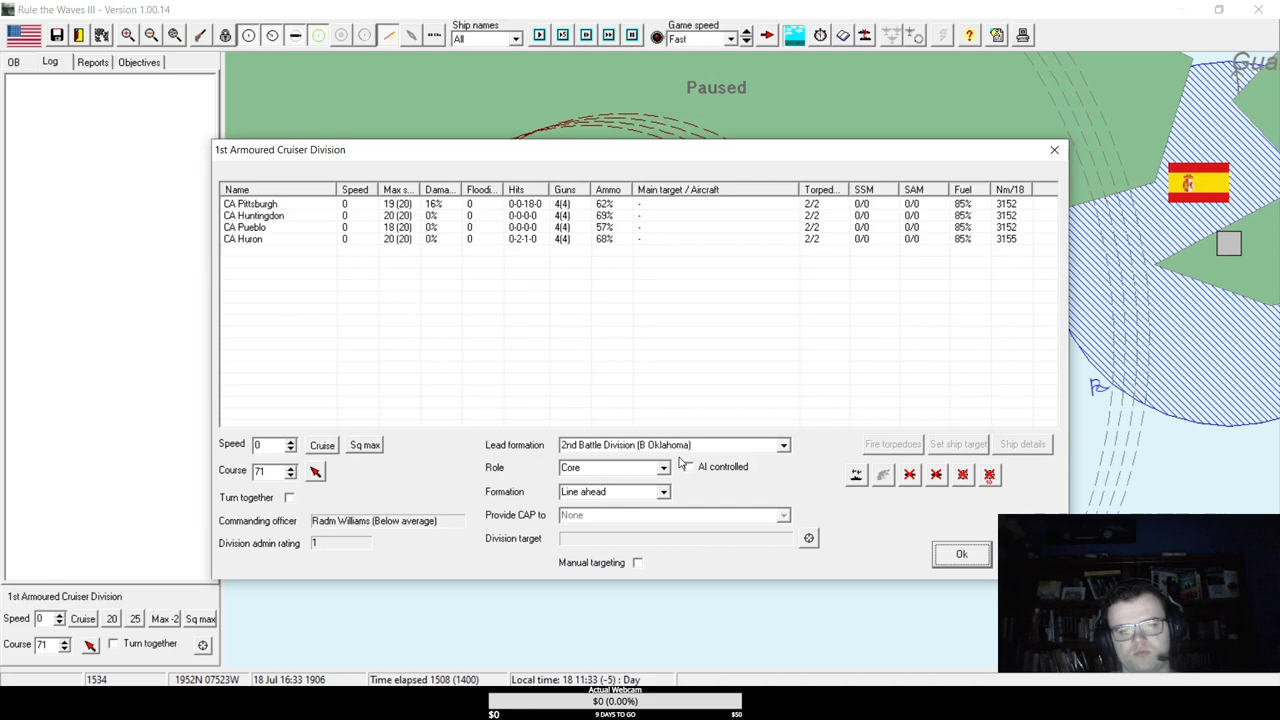 Rule the Waves III - Version 1.00.14
Ship names
All
Game speed
Fast
OB Log Reports Objectives
Paused
1st Armoured Cruiser Division
Name Speed Max s... Dama... Floodi... Hits Guns Ammo Main target / Aircraft Torped... SSM SAM Fuel Nm/18
CA Pittsburgh 0 19 (20) 16% 0 0-0-18-0 4(4) 62% - 2/2 0/0 0/0 85% 3152
CA Huntingdon 0 20 (20) 0% 0 0-0-0-0 4(4) 69% - 2/2 0/0 0/0 85% 3152
CA Pueblo 0 18 (20) 0% 0 0-0-0-0 4(4) 57% - 2/2 0/0 0/0 85% 3152
CA Huron 0 20 (20) 0% 0 0-2-1-0 4(4) 68% - 2/2 0/0 0/0 85% 3155
Speed 0 Cruise Sq max
Course 71
Turn together
Commanding officer Radm Williams (Below average)
Division admin rating 1
Lead formation 2nd Battle Division (B Oklahoma)
Role Core AI controlled
Formation Line ahead
Provide CAP to None
Division target
Manual targeting
Fire torpedoes Set ship target Ship details
10
Ok
1st Armoured Cruiser Division
Speed 0 Cruise 20 25 Max -2 Sq max
Course 71 Turn together
1534 1952N 07523W 18 Jul 16:33 1906 Time elapsed 1508 (1400) Local time: 18 11:33 (-5) : Day
Actual Webcam
$0 (0.00%)
$0 9 DAYS TO GO $50